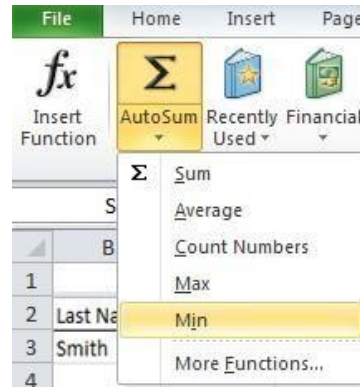 File Home Insert Page
fx Σ
Insert AutoSum Recently Financial
Function Used
Σ Sum
Average
Count Numbers
Max
Min
More Functions...
S
B
1
2 Last Na
3 Smith
4